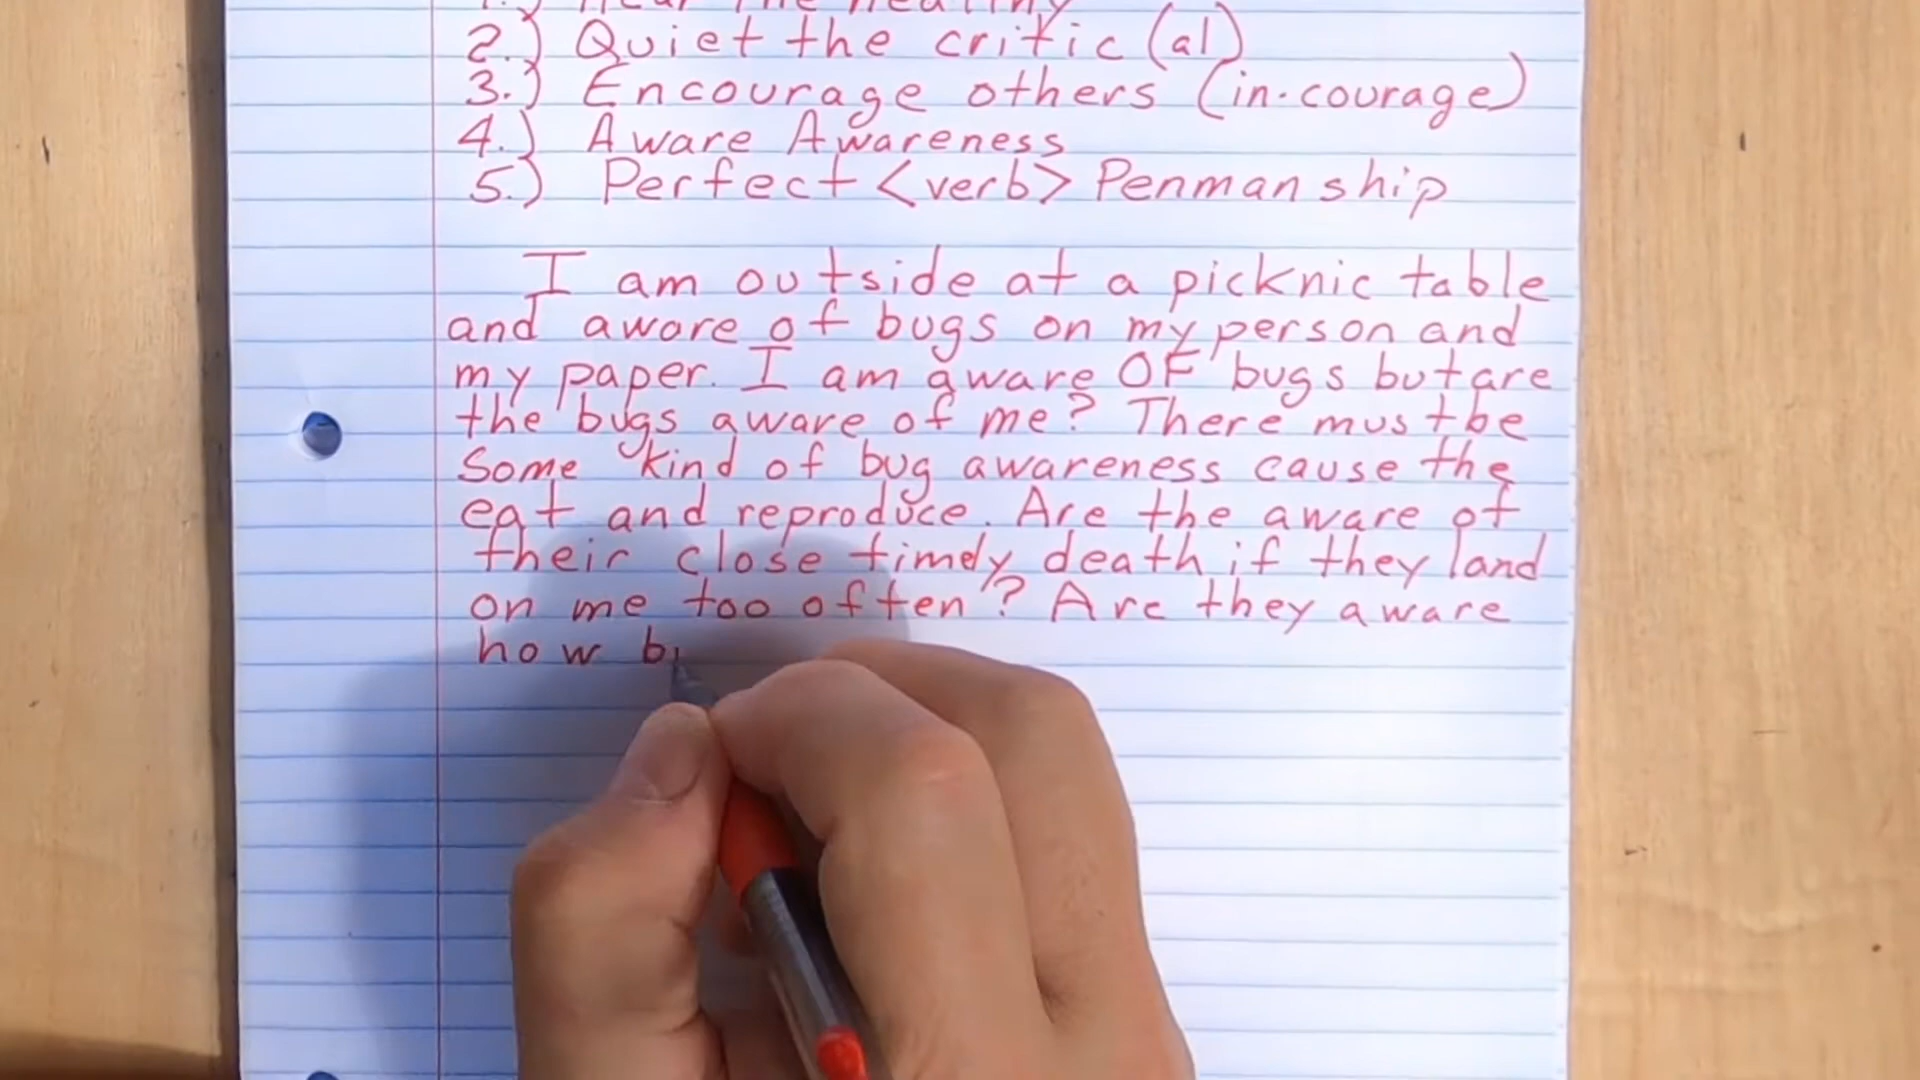 2.) Quiet the critic (al)
3.) Encourage others (in-courage)
4.) Aware Awareness
5.) Perfect <verb> Penmanship
I am outside at a picknic table
and aware of bugs on my person and
my paper. I am aware OF bugs but are
the bugs aware of me? There must be
Some kind of bug awareness cause the
eat and reproduce. Are the aware of
their close timely death if they land
on me too often? Are they aware
how bi